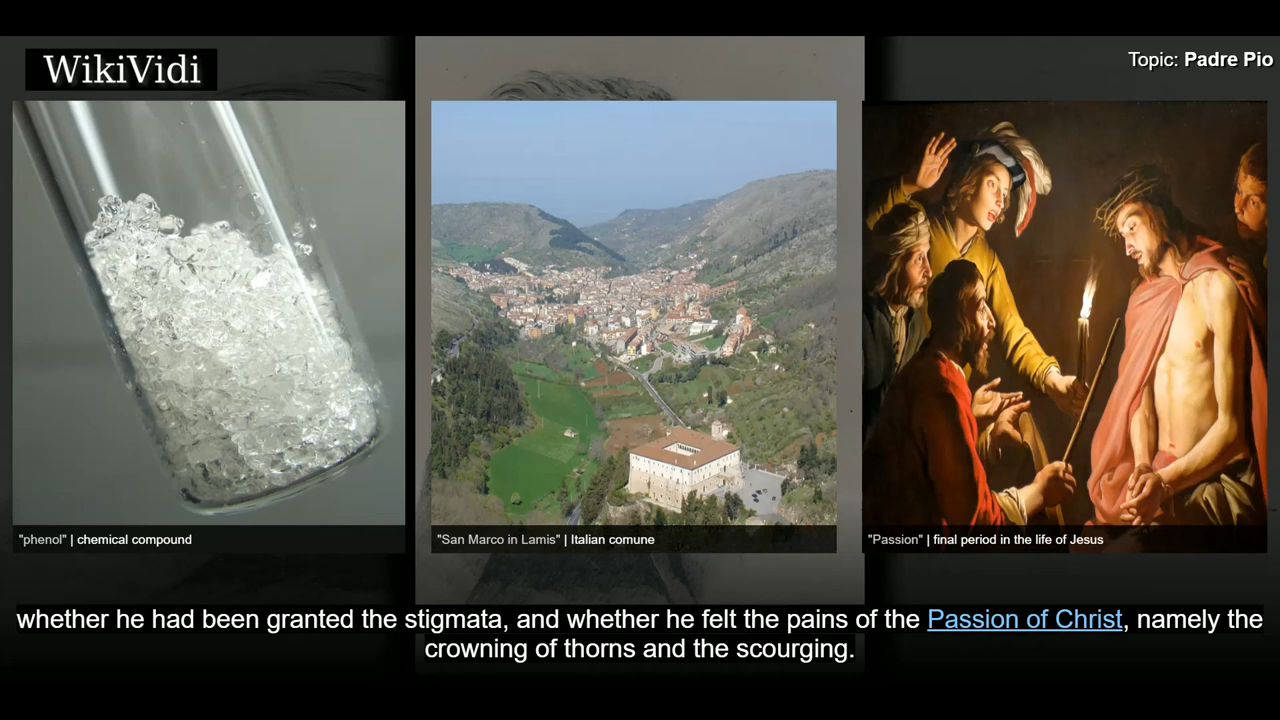 WikiVidi
Topic: Padre Pio
"phenol" | chemical compound
"San Marco in Lamis" | Italian comune
"Passion" | final period in the life of Jesus
whether he had been granted the stigmata, and whether he felt the pains of the Passion of Christ, namely the
crowning of thorns and the scourging.